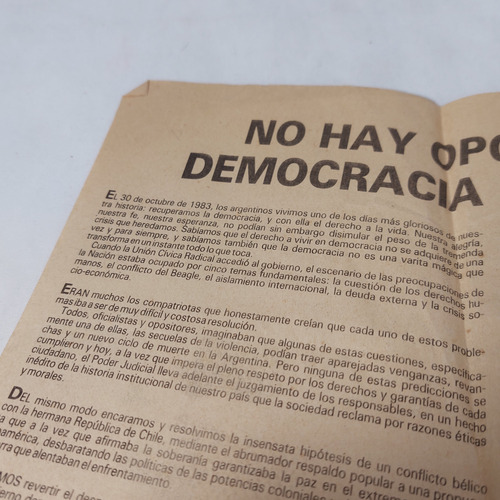 NO HAY OPO
DEMOCRACIA
EL 30 de octubre de 1983, los argentinos vivimos uno de los días más gloriosos de nues-
tra historia: recuperamos la democracia, y con ella el derecho a la vida. Nuestra alegría,
nuestra fe, nuestra esperanza, no podían sin embargo disimular el peso de la tremenda
crisis que heredamos. Sabíamos que el derecho a vivir en democracia no se adquiere de una
vez y para siempre, y sabíamos también que la democracia no es una varita mágica que
transforma en un instante todo lo que toca.
Cuando la Unión Cívica Radical accedió al gobierno, el escenario de las preocupaciones de
la Nación estaba ocupado por cinco temas fundamentales: la cuestión de los derechos hu-
manos, el conflicto del Beagle, el aislamiento internacional, la deuda externa y la crisis so-
cio-económica.
ERAN muchos los compatriotas que honestamente creían que cada uno de estos proble-
mas iba a ser de muy difícil y costosa resolución.
Todos, oficialistas y opositores, imaginaban que algunas de estas cuestiones, específica-
mente una de ellas, las secuelas de la violencia, podían traer aparejadas venganzas, revan-
chas y un nuevo ciclo de muerte en la Argentina. Pero ninguna de estas predicciones se
cumplieron y hoy, a la vez que impera el pleno respeto por los derechos y garantías de cada
ciudadano, el Poder Judicial lleva adelante el juzgamiento de los responsables, en un hecho
inédito de la historia institucional de nuestro país que la sociedad reclama por razones éticas
y morales.
DEL mismo modo encaramos y resolvimos la insensata hipótesis de un conflicto bélico
con la hermana República de Chile, mediante el abrumador respaldo popular a una
a que a la vez que afirmaba la soberanía garantizaba la paz en el extremo
américa, desbaratando las políticas de las potencias coloniales
rra que alentaban el enfrentamiento.
MOS revertir el